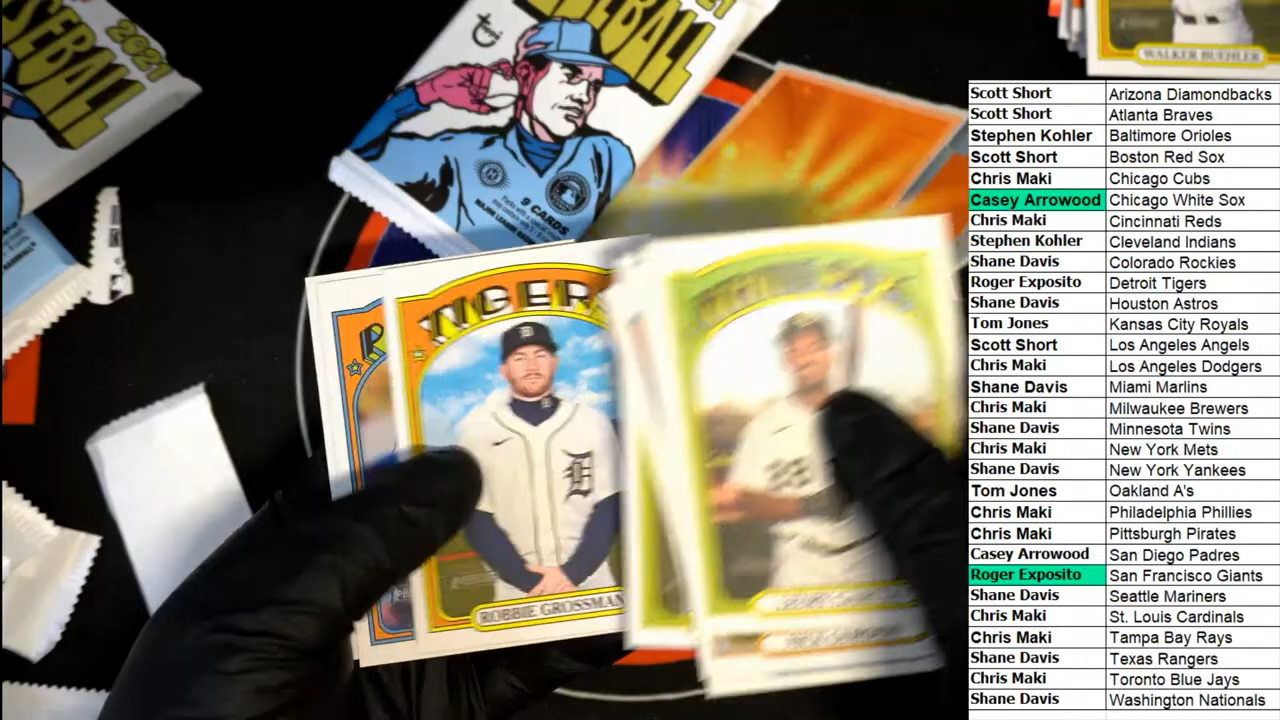 2021
SEBALL
21
EBALL
topps
9 CARDS
WALKER BUEHLER
R
TIGERS
D
D
ROBBIE GROSSMAN
Scott Short Arizona Diamondbacks
Scott Short Atlanta Braves
Stephen Kohler Baltimore Orioles
Scott Short Boston Red Sox
Chris Maki Chicago Cubs
Casey Arrowood Chicago White Sox
Chris Maki Cincinnati Reds
Stephen Kohler Cleveland Indians
Shane Davis Colorado Rockies
Roger Exposito Detroit Tigers
Shane Davis Houston Astros
Tom Jones Kansas City Royals
Scott Short Los Angeles Angels
Chris Maki Los Angeles Dodgers
Shane Davis Miami Marlins
Chris Maki Milwaukee Brewers
Shane Davis Minnesota Twins
Chris Maki New York Mets
Shane Davis New York Yankees
Tom Jones Oakland A's
Chris Maki Philadelphia Phillies
Chris Maki Pittsburgh Pirates
Casey Arrowood San Diego Padres
Roger Exposito San Francisco Giants
Shane Davis Seattle Mariners
Chris Maki St. Louis Cardinals
Chris Maki Tampa Bay Rays
Shane Davis Texas Rangers
Chris Maki Toronto Blue Jays
Shane Davis Washington Nationals